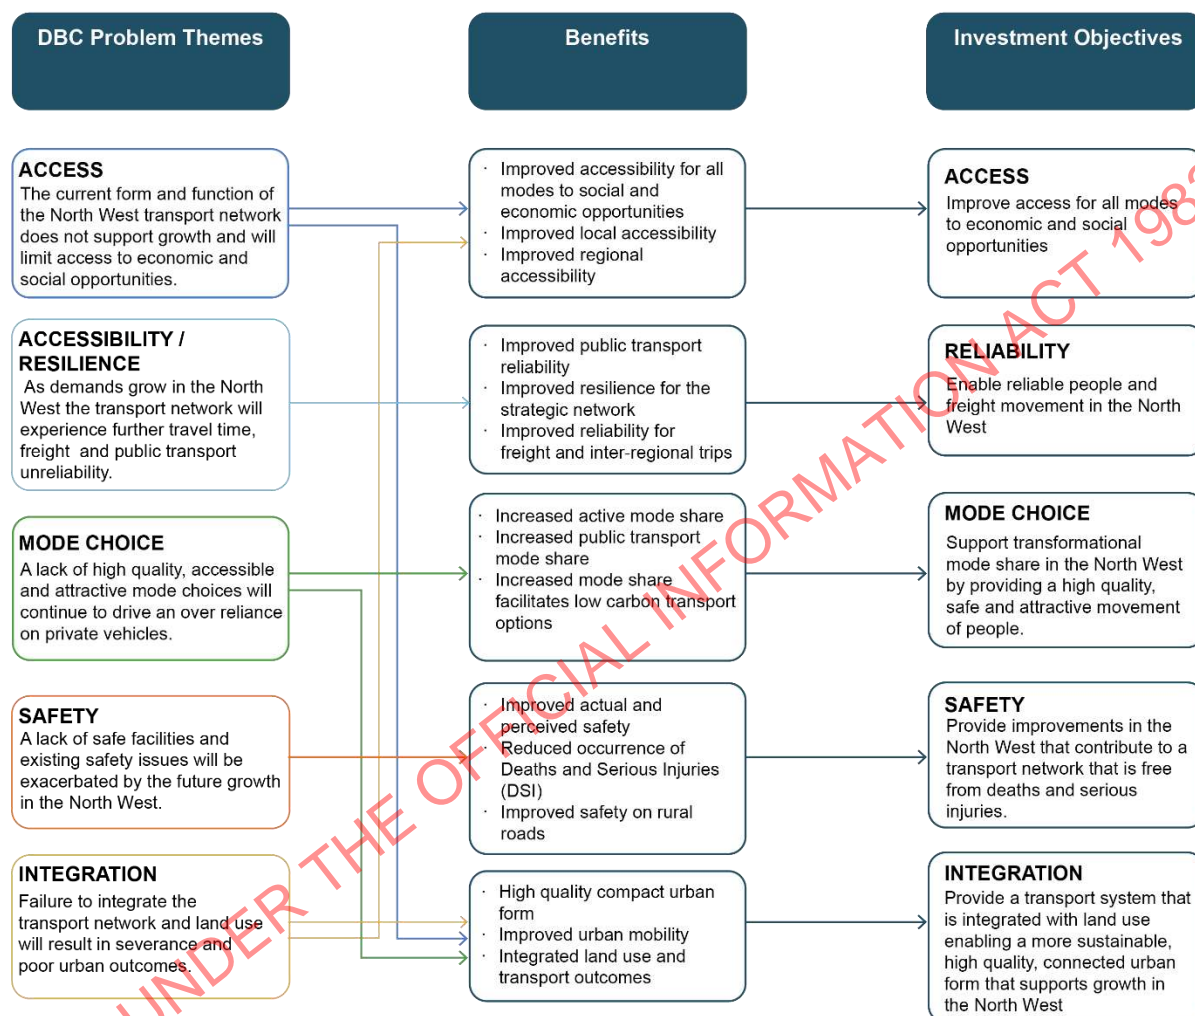 DBC Problem Themes
Benefits
Investment Objectives
ACCESS
The current form and function of
the North West transport network
does not support growth and will
limit access to economic and
social opportunities.
· Improved accessibility for all
modes to social and
economic opportunities
· Improved local accessibility
· Improved regional
accessibility
ACCESS
Improve access for all modes
to economic and social
opportunities
ACCESSIBILITY /
RESILIENCE
As demands grow in the North
West the transport network will
experience further travel time,
freight and public transport
unreliability.
· Improved public transport
reliability
· Improved resilience for the
strategic network
· Improved reliability for
freight and inter-regional trips
RELIABILITY
Enable reliable people and
freight movement in the North
West
MODE CHOICE
A lack of high quality, accessible
and attractive mode choices will
continue to drive an over reliance
on private vehicles.
· Increased active mode share
· Increased public transport
mode share
· Increased mode share
facilitates low carbon transport
options
MODE CHOICE
Support transformational
mode share in the North West
by providing a high quality,
safe and attractive movement
of people.
SAFETY
A lack of safe facilities and
existing safety issues will be
exacerbated by the future growth
in the North West.
· Improved actual and
perceived safety
· Reduced occurrence of
Deaths and Serious Injuries
(DSI)
· Improved safety on rural
roads
SAFETY
Provide improvements in the
North West that contribute to a
transport network that is free
from deaths and serious
injuries.
INTEGRATION
Failure to integrate the
transport network and land use
will result in severance and
poor urban outcomes.
· High quality compact urban
form
· Improved urban mobility
· Integrated land use and
transport outcomes
INTEGRATION
Provide a transport system that
is integrated with land use
enabling a more sustainable,
high quality, connected urban
form that supports growth in
the North West
UNDER THE OFFICIAL INFORMATION ACT 198